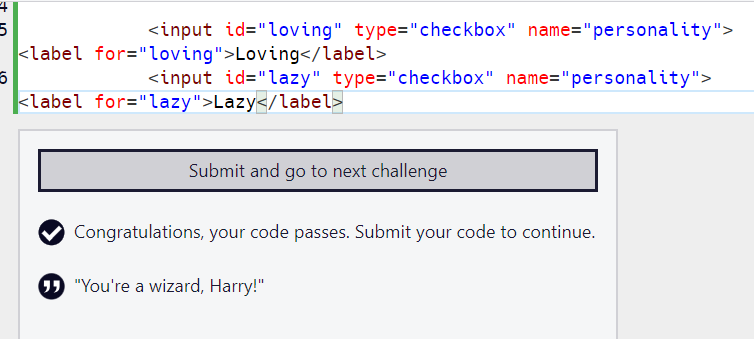 4
5 <input id="loving" type="checkbox" name="personality">
<label for="loving">Loving</label>
6 <input id="lazy" type="checkbox" name="personality">
<label for="lazy">Lazy</label>
Submit and go to next challenge
Congratulations, your code passes. Submit your code to continue.
"You're a wizard, Harry!"